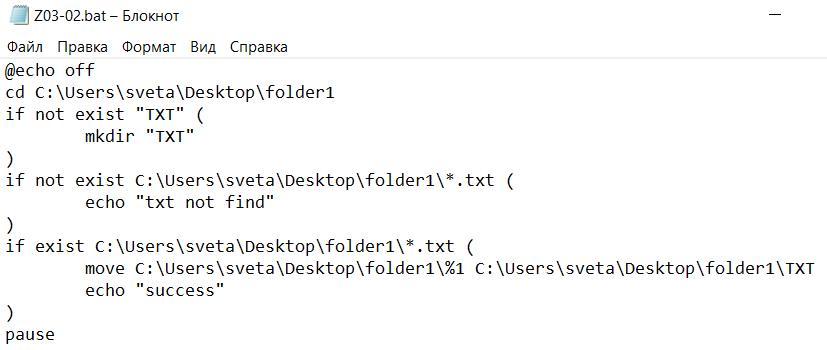 Z03-02.bat – Блокнот
Файл Правка Формат Вид Справка
@echo off
cd C:\Users\sveta\Desktop\folder1
if not exist "TXT" (
        mkdir "TXT"
)
if not exist C:\Users\sveta\Desktop\folder1\*.txt (
        echo "txt not find"
)
if exist C:\Users\sveta\Desktop\folder1\*.txt (
        move C:\Users\sveta\Desktop\folder1\%1 C:\Users\sveta\Desktop\folder1\TXT
        echo "success"
)
pause